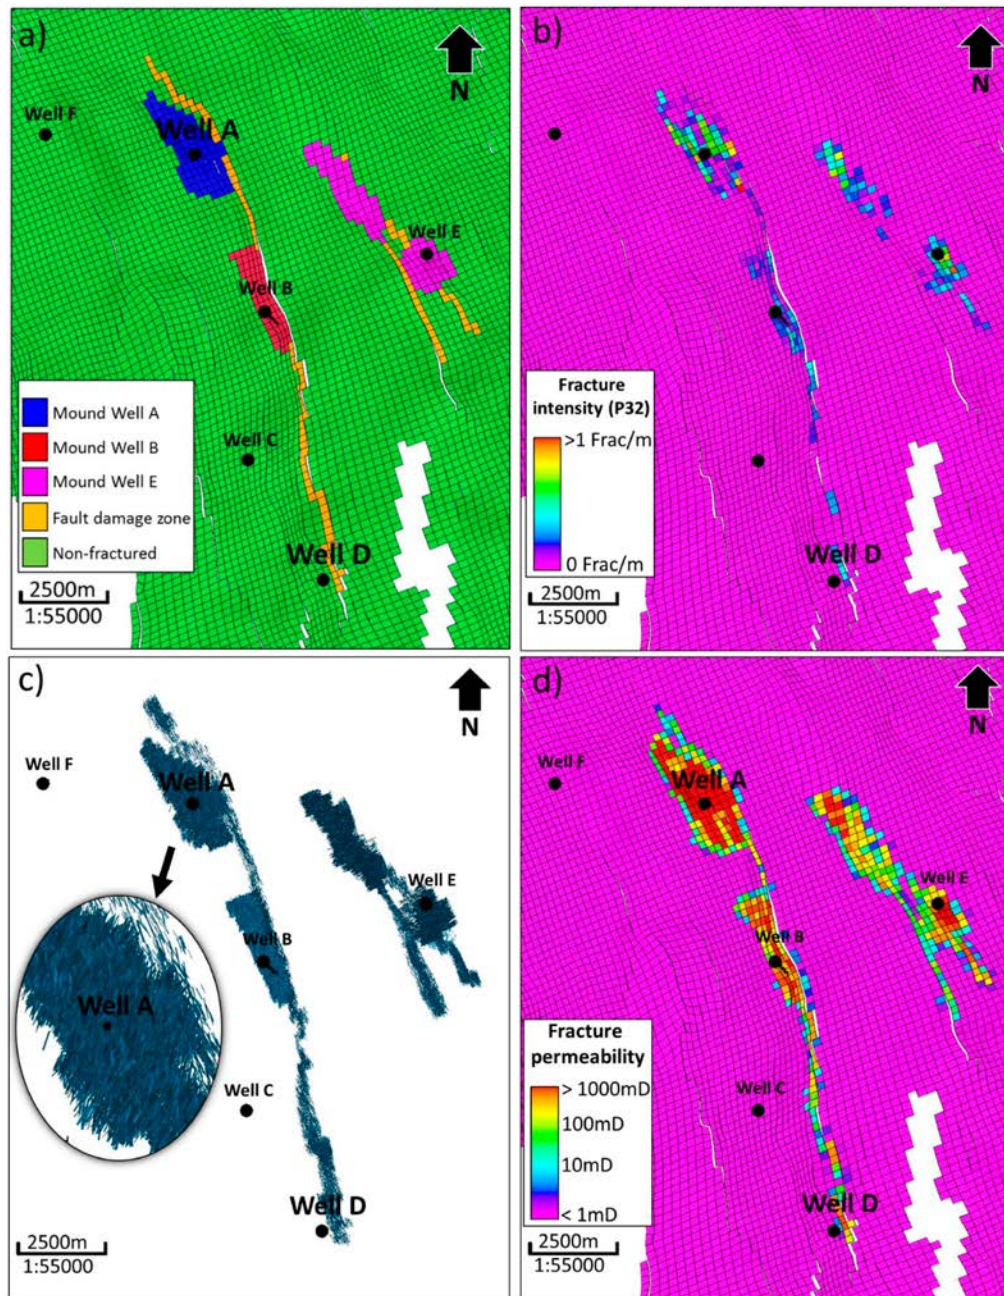 a)
N
Well F
Well A
Well E
Well B
Mound Well A
Mound Well B
Mound Well E
Fault damage zone
Non-fractured
Well C
Well D
2500m
1:55000
b)
N
Fracture
intensity (P32)
>1 Frac/m
0 Frac/m
Well D
2500m
1:55000
c)
N
Well F
Well A
Well E
Well B
Well A
Well C
Well D
2500m
1:55000
d)
N
Well F
Well A
Well E
Well B
Fracture
permeability
> 1000mD
100mD
10mD
< 1mD
Well C
Well D
2500m
1:55000